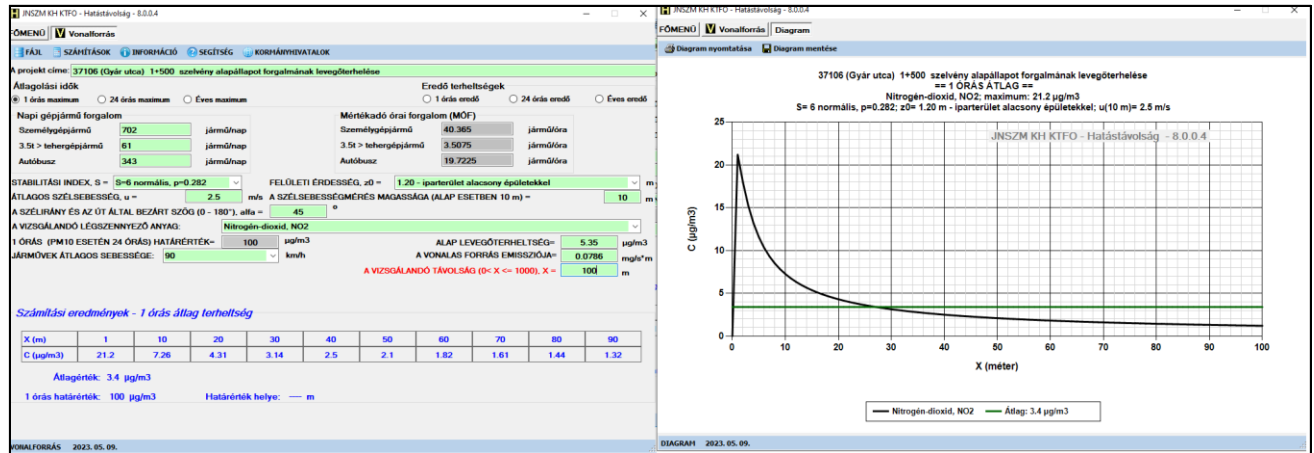 JNSZM KH KTFO - Hatástávolság - 8.0.0.4
FŐMENÜ Vonalforrás
FÁJL SZÁMÍTÁSOK INFORMÁCIÓ SEGÍTSÉG KORMÁNYHIVATALOK
A projekt címe: 37106 (Gyár utca) 1+500 szelvény alapállapot forgalmának levegőterhelése
Átlagolási idők Eredő terheltségek
1 órás maximum 24 órás maximum Éves maximum 1 órás eredő 24 órás eredő Éves eredő
Napi gépjármű forgalom Mértékadó órai forgalom (MÓF)
Személygépjármű 702 jármű/nap Személygépjármű 40.365 jármű/óra
3.5t > tehergépjármű 61 jármű/nap 3.5t > tehergépjármű 3.5075 jármű/óra
Autóbusz 343 jármű/nap Autóbusz 19.7225 jármű/óra
STABILITÁSI INDEX, S = S=6 normális, p=0.282 FELÜLETI ÉRDESSÉG, z0 = 1.20 - iparterület alacsony épületekkel m
ÁTLAGOS SZÉLSEBESSÉG, u = 2.5 m/s A SZÉLSEBESSÉGMÉRÉS MAGASSÁGA (ALAP ESETBEN 10 m) = 10 m
A SZÉLIRÁNY ÉS AZ ÚT ÁLTAL BEZÁRT SZÖG (0 - 180°), alfa = 45 °
A VIZSGÁLANDÓ LÉGSZENNYEZŐ ANYAG: Nitrogén-dioxid, NO2
1 ÓRÁS (PM10 ESETÉN 24 ÓRÁS) HATÁRÉRTÉK= 100 µg/m3 ALAP LEVEGŐTERHELTSÉG= 5.35 µg/m3
JÁRMŰVEK ÁTLAGOS SEBESSÉGE: 90 km/h A VONALAS FORRÁS EMISSZIÓJA= 0.0786 mg/s*m
A VIZSGÁLANDÓ TÁVOLSÁG (0< X <= 1000), X = 100 m
Számítási eredmények - 1 órás átlag terheltség
X (m) 1 10 20 30 40 50 60 70 80 90
C (µg/m3) 21.2 7.26 4.31 3.14 2.5 2.1 1.82 1.61 1.44 1.32
Átlagérték: 3.4 µg/m3
1 órás határérték: 100 µg/m3 Határérték helye: --- m
VONALFORRÁS 2023. 05. 09.
JNSZM KH KTFO - Hatástávolság - 8.0.0.4
FŐMENÜ Vonalforrás Diagram
Diagram nyomtatása Diagram mentése
37106 (Gyár utca) 1+500 szelvény alapállapot forgalmának levegőterhelése
== 1 ÓRÁS ÁTLAG ==
Nitrogén-dioxid, NO2; maximum: 21.2 µg/m3
S= 6 normális, p=0.282; z0= 1.20 m - iparterület alacsony épületekkel; u(10 m)= 2.5 m/s
JNSZM KH KTFO - Hatástávolság - 8.0.0.4
25
20
15
10
5
0
C (µg/m3)
0 10 20 30 40 50 60 70 80 90 100
X (méter)
Nitrogén-dioxid, NO2 Átlag: 3.4 µg/m3
DIAGRAM 2023. 05. 09.